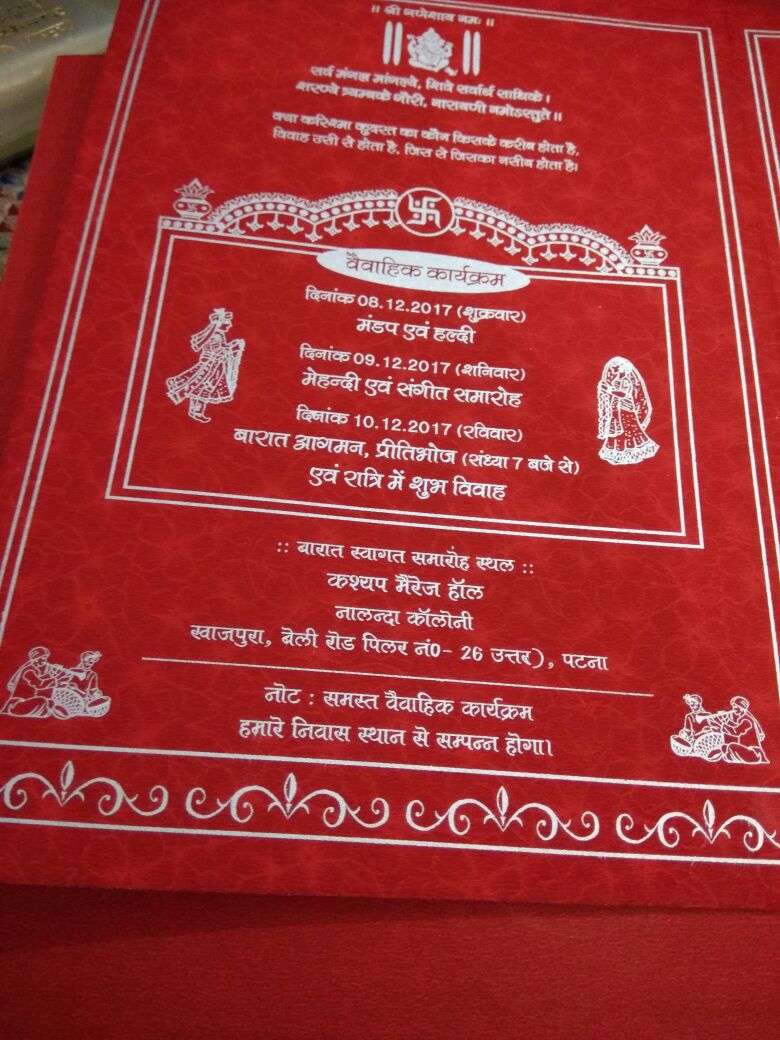 ॥ श्री गणेशाय नमः ॥
सर्व मंगल मांगल्ये, शिवे सर्वार्थ साधिके।
शरण्ये त्र्यम्बके गौरी, नारायणी नमोऽस्तुते॥
क्या करिश्मा कुदरत का कौन किसके करीब होता है,
विवाह उसी से होता है, जिस से जिसका नसीब होता है।
वैवाहिक कार्यक्रम
दिनांक 08.12.2017 (शुक्रवार)
मंडप एवं हल्दी
दिनांक 09.12.2017 (शनिवार)
मेहन्दी एवं संगीत समारोह
दिनांक 10.12.2017 (रविवार)
बारात आगमन, प्रीतिभोज (संध्या 7 बजे से)
एवं रात्रि में शुभ विवाह
:: बारात स्वागत समारोह स्थल ::
कश्यप मैरेज हॉल
नालन्दा कॉलोनी
खाजपुरा, बेली रोड पिलर नं0- 26 उत्तर), पटना
नोट : समस्त वैवाहिक कार्यक्रम
हमारे निवास स्थान से सम्पन्न होगा।